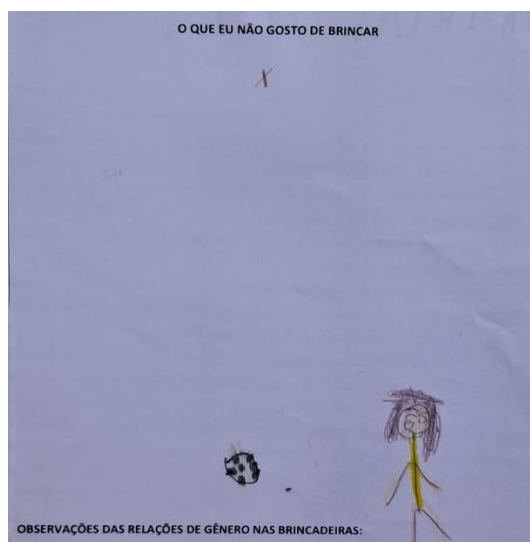 O QUE EU NÃO GOSTO DE BRINCAR
X
OBSERVAÇÕES DAS RELAÇÕES DE GÊNERO NAS BRINCADEIRAS: